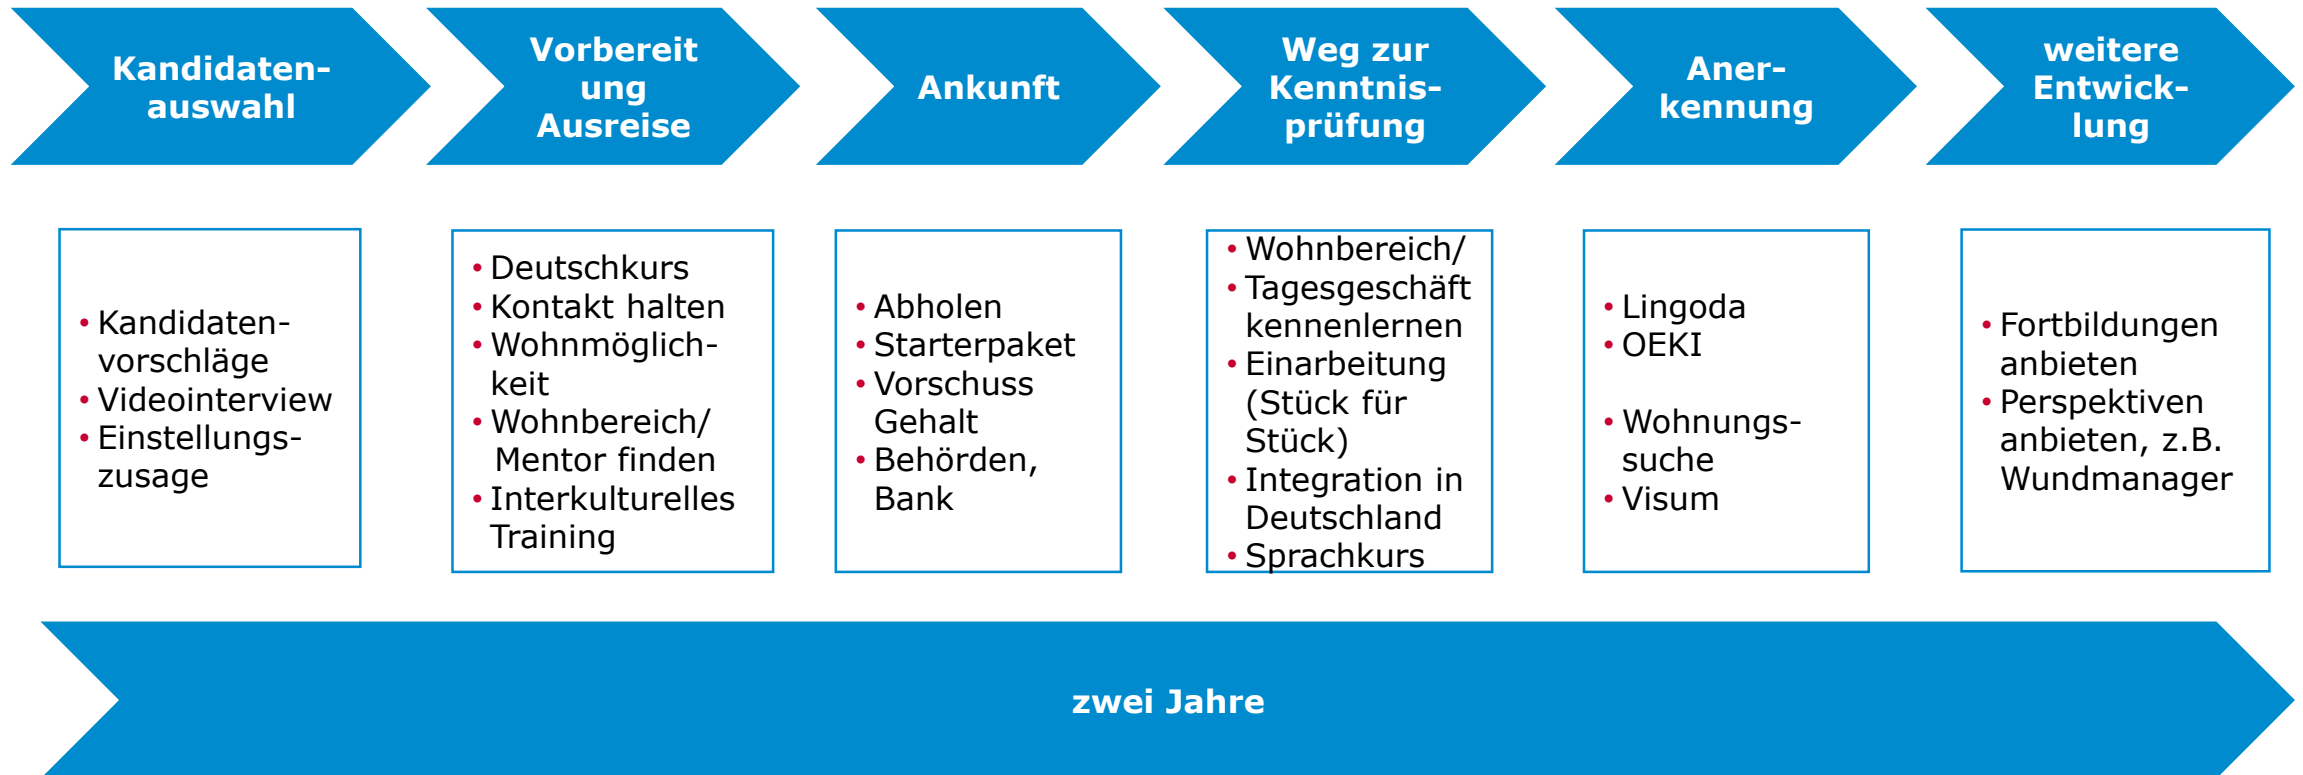 Kandidaten-
auswahl
Vorbereit
ung
Ausreise
Ankunft
Weg zur
Kenntnis-
prüfung
Aner-
kennung
weitere
Entwick-
lung
• Kandidaten-
vorschläge
• Videointerview
• Einstellungs-
zusage
• Deutschkurs
• Kontakt halten
• Wohnmöglich-
keit
• Wohnbereich/
Mentor finden
• Interkulturelles
Training
• Abholen
• Starterpaket
• Vorschuss
Gehalt
• Behörden,
Bank
• Wohnbereich/
• Tagesgeschäft
kennenlernen
• Einarbeitung
(Stück für
Stück)
• Integration in
Deutschland
• Sprachkurs
• Lingoda
• OEKI
• Wohnungs-
suche
• Visum
• Fortbildungen
anbieten
• Perspektiven
anbieten, z.B.
Wundmanager
zwei Jahre